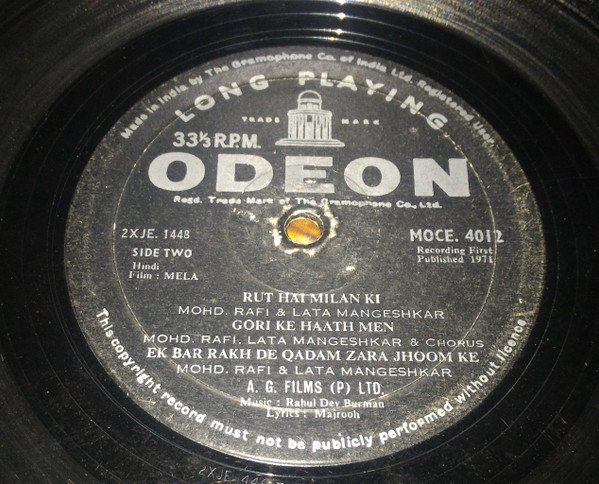 Made in India by The Gramophone Co. of India Ltd. Registered User.
LONG PLAYING
TRADE MARK
33⅓ R.P.M.
ODEON
Regd. Trade Mark of The Gramophone Co., Ltd.
2XJE. 1448
MOCE. 4012
SIDE TWO
Recording First
Published 1971
Hindi
Film : MELA
RUT HAI MILAN KI
MOHD. RAFI & LATA MANGESHKAR
GORI KE HAATH MEN
MOHD. RAFI, LATA MANGESHKAR & CHORUS
EK BAR RAKH DE QADAM ZARA JHOOM KE
MOHD. RAFI & LATA MANGESHKAR
A. G. FILMS (P) LTD.
Music : Rahul Dev Burman
Lyrics : Majrooh
This copyright record must not be publicly performed without licence